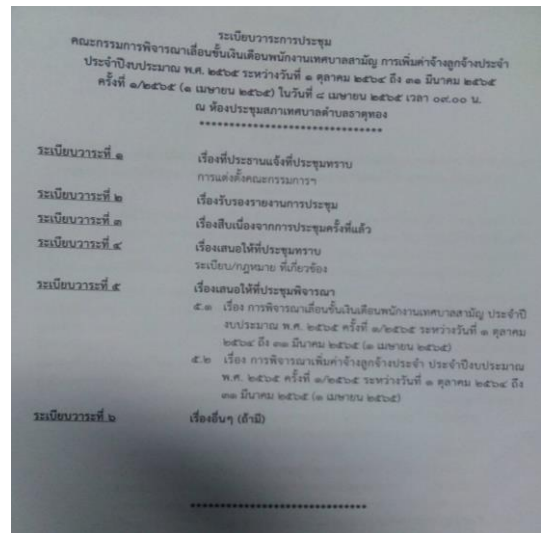 ระเบียบวาระการประชุม
คณะกรรมการพิจารณาเลื่อนขั้นเงินเดือนพนักงานเทศบาลสามัญ การเพิ่มค่าจ้างลูกจ้างประจำ
ประจำปีงบประมาณ พ.ศ. ๒๕๖๕ ระหว่างวันที่ ๑ ตุลาคม ๒๕๖๔ ถึง ๓๑ มีนาคม ๒๕๖๕
ครั้งที่ ๑/๒๕๖๕ (๑ เมษายน ๒๕๖๕) ในวันที่ ๘ เมษายน ๒๕๖๕ เวลา ๐๙.๐๐ น.
ณ ห้องประชุมสภาเทศบาลตำบลธาตุทอง
********************************
ระเบียบวาระที่ ๑ เรื่องที่ประธานแจ้งที่ประชุมทราบ
การแต่งตั้งคณะกรรมการฯ
ระเบียบวาระที่ ๒ เรื่องรับรองรายงานการประชุม
ระเบียบวาระที่ ๓ เรื่องสืบเนื่องจากการประชุมครั้งที่แล้ว
ระเบียบวาระที่ ๔ เรื่องเสนอให้ที่ประชุมทราบ
ระเบียบ/กฎหมาย ที่เกี่ยวข้อง
ระเบียบวาระที่ ๕ เรื่องเสนอให้ที่ประชุมพิจารณา
๕.๑ เรื่อง การพิจารณาเลื่อนขั้นเงินเดือนพนักงานเทศบาลสามัญ ประจำปี
งบประมาณ พ.ศ. ๒๕๖๕ ครั้งที่ ๑/๒๕๖๕ ระหว่างวันที่ ๑ ตุลาคม
๒๕๖๔ ถึง ๓๑ มีนาคม ๒๕๖๕ (๑ เมษายน ๒๕๖๕)
๕.๒ เรื่อง การพิจารณาเพิ่มค่าจ้างลูกจ้างประจำ ประจำปีงบประมาณ
พ.ศ. ๒๕๖๕ ครั้งที่ ๑/๒๕๖๕ ระหว่างวันที่ ๑ ตุลาคม ๒๕๖๔ ถึง
๓๑ มีนาคม ๒๕๖๕ (๑ เมษายน ๒๕๖๕)
ระเบียบวาระที่ ๖ เรื่องอื่นๆ (ถ้ามี)
*******************************